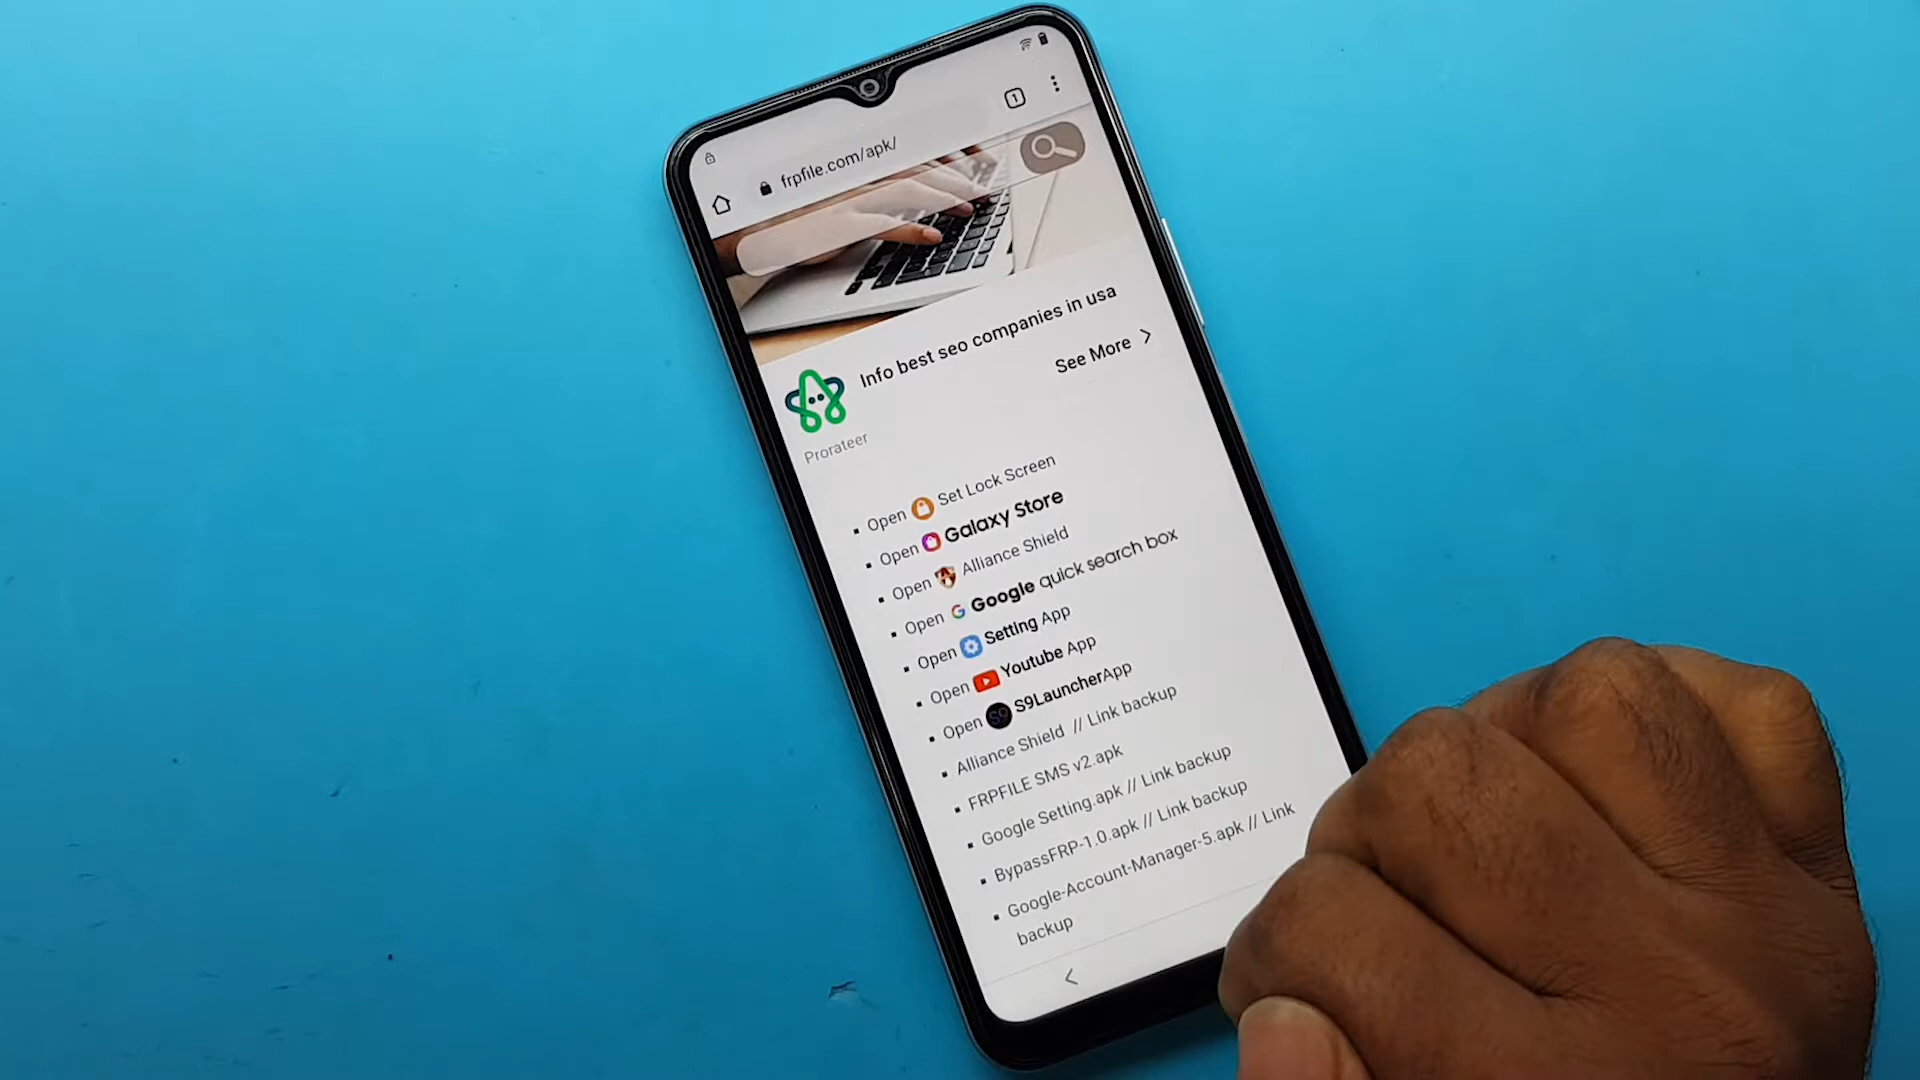 1
frpfile.com/apk/
Info best seo companies in usa
See More
Prorateer
Open Set Lock Screen
Open Galaxy Store
Open Alliance Shield
Open Google quick search box
Open Setting App
Open Youtube App
Open S9 S9LauncherApp
Alliance Shield // Link backup
FRPFILE SMS v2.apk
Google Setting.apk // Link backup
BypassFRP-1.0.apk // Link backup
Google-Account-Manager-5.apk // Link
backup